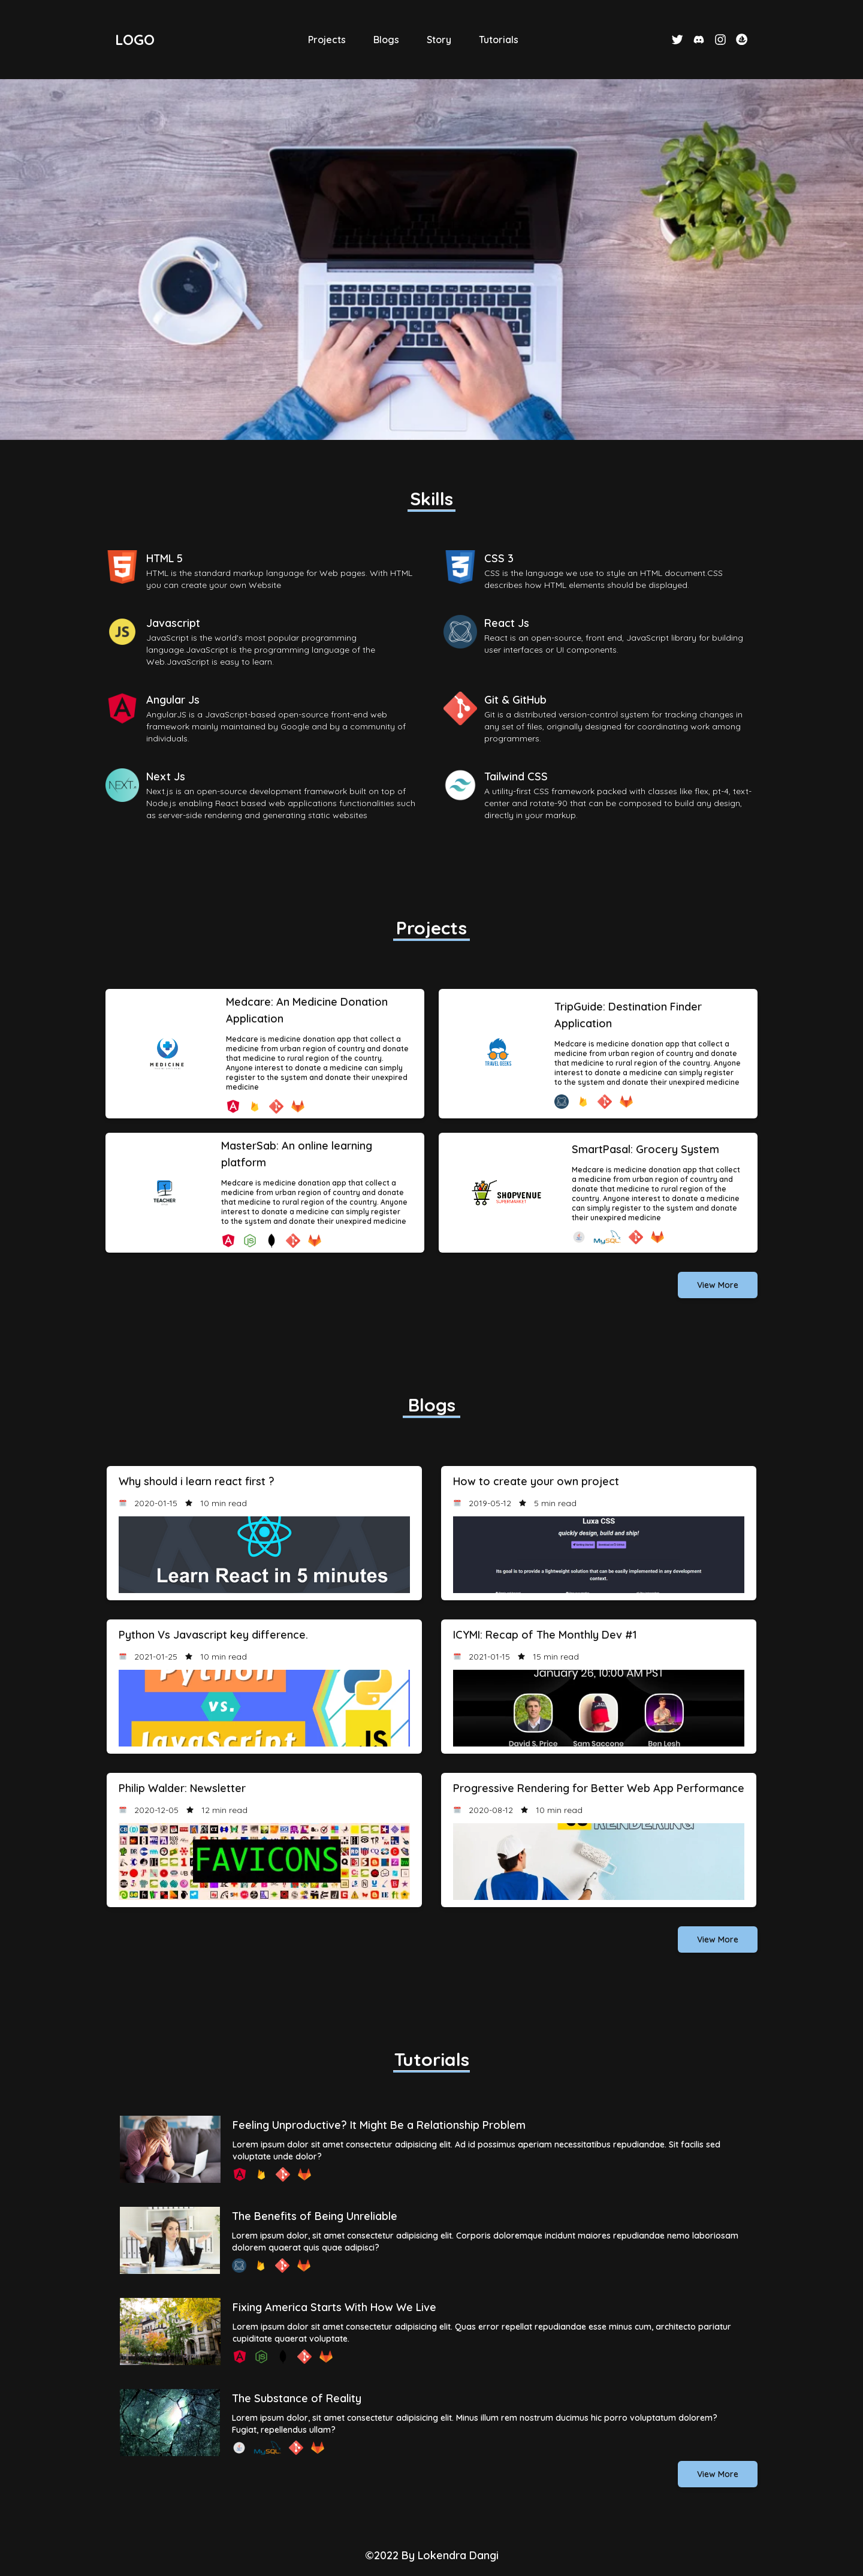 LOGO
Projects Blogs Story Tutorials
Skills
HTML 5
HTML is the standard markup language for Web pages. With HTML
you can create your own Website
CSS 3
CSS is the language we use to style an HTML document.CSS
describes how HTML elements should be displayed.
Javascript
JavaScript is the world's most popular programming
language.JavaScript is the programming language of the
Web.JavaScript is easy to learn.
React Js
React is an open-source, front end, JavaScript library for building
user interfaces or UI components.
Angular Js
AngularJS is a JavaScript-based open-source front-end web
framework mainly maintained by Google and by a community of
individuals.
Git & GitHub
Git is a distributed version-control system for tracking changes in
any set of files, originally designed for coordinating work among
programmers.
Next Js
Next.js is an open-source development framework built on top of
Node.js enabling React based web applications functionalities such
as server-side rendering and generating static websites
Tailwind CSS
A utility-first CSS framework packed with classes like flex, pt-4, text-
center and rotate-90 that can be composed to build any design,
directly in your markup.
Projects
MEDICINE
Medcare: An Medicine Donation
Application
Medcare is medicine donation app that collect a
medicine from urban region of country and donate
that medicine to rural region of the country.
Anyone interest to donate a medicine can simply
register to the system and donate their unexpired
medicine
TRAVEL GEEKS
TripGuide: Destination Finder
Application
Medcare is medicine donation app that collect a
medicine from urban region of country and donate
that medicine to rural region of the country. Anyone
interest to donate a medicine can simply register
to the system and donate their unexpired medicine
TEACHER
MasterSab: An online learning
platform
Medcare is medicine donation app that collect a
medicine from urban region of country and donate
that medicine to rural region of the country. Anyone
interest to donate a medicine can simply register
to the system and donate their unexpired medicine
SHOPVENUE
SUPERMARKET
SmartPasal: Grocery System
Medcare is medicine donation app that collect
a medicine from urban region of country and
donate that medicine to rural region of the
country. Anyone interest to donate a medicine
can simply register to the system and donate
their unexpired medicine
MySQL
View More
Blogs
Why should i learn react first ?
2020-01-15 10 min read
Learn React in 5 minutes
How to create your own project
2019-05-12 5 min read
Luxa CSS
quickly design, build and ship!
Its goal is to provide a lightweight solution that can be easily implemented in any development
context.
Python Vs Javascript key difference.
2021-01-25 10 min read
Python
vs.
JavaScript
JS
ICYMI: Recap of The Monthly Dev #1
2021-01-15 15 min read
January 26, 10:00 AM PST
David S. Price Sam Saccone Ben Lesh
Philip Walder: Newsletter
2020-12-05 12 min read
FAVICONS
Progressive Rendering for Better Web App Performance
2020-08-12 10 min read
RENDERING
View More
Tutorials
Feeling Unproductive? It Might Be a Relationship Problem
Lorem ipsum dolor sit amet consectetur adipisicing elit. Ad id possimus aperiam necessitatibus repudiandae. Sit facilis sed
voluptate unde dolor?
The Benefits of Being Unreliable
Lorem ipsum dolor, sit amet consectetur adipisicing elit. Corporis doloremque incidunt maiores repudiandae nemo laboriosam
dolorem quaerat quis quae adipisci?
Fixing America Starts With How We Live
Lorem ipsum dolor, sit amet consectetur adipisicing elit. Quas error repellat repudiandae esse minus cum, architecto pariatur
cupiditate quaerat voluptate.
The Substance of Reality
Lorem ipsum dolor, sit amet consectetur adipisicing elit. Minus illum rem nostrum ducimus hic porro voluptatum dolorem?
Fugiat, repellendus ullam?
MySQL
View More
©2022 By Lokendra Dangi